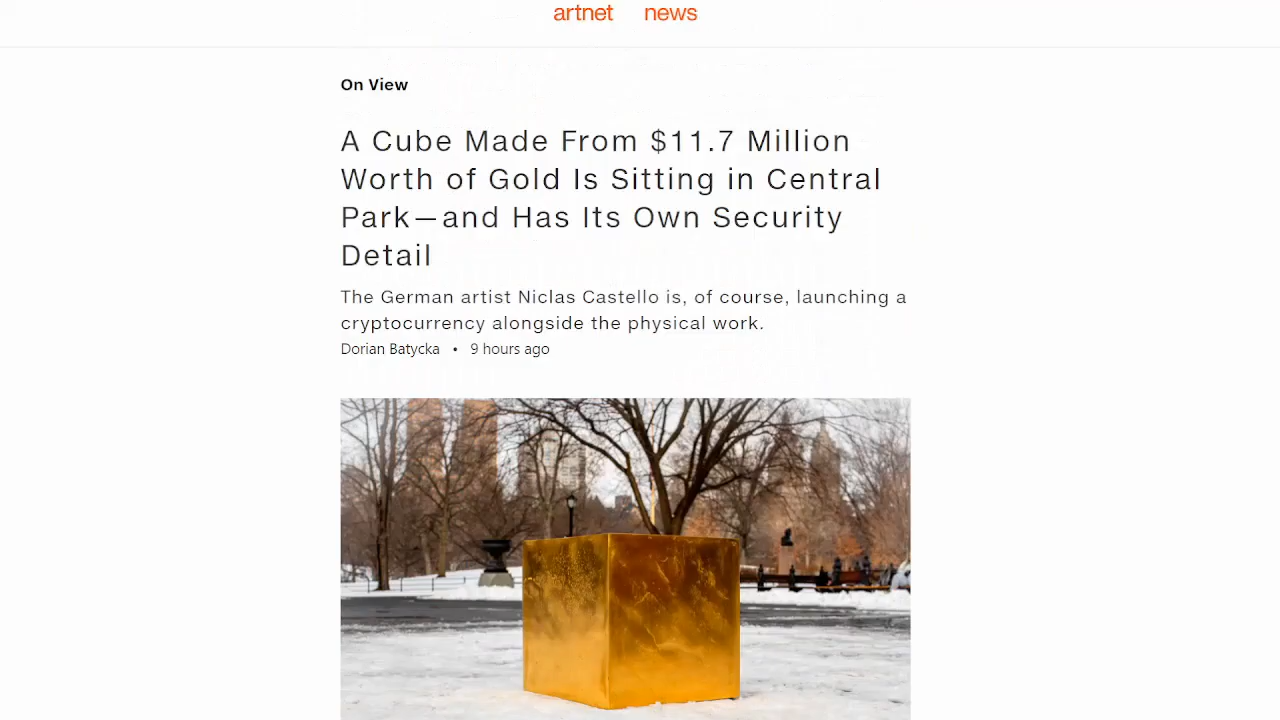 artnet news
On View
A Cube Made From $11.7 Million
Worth of Gold Is Sitting in Central
Park—and Has Its Own Security
Detail
The German artist Niclas Castello is, of course, launching a
cryptocurrency alongside the physical work.
Dorian Batycka • 9 hours ago